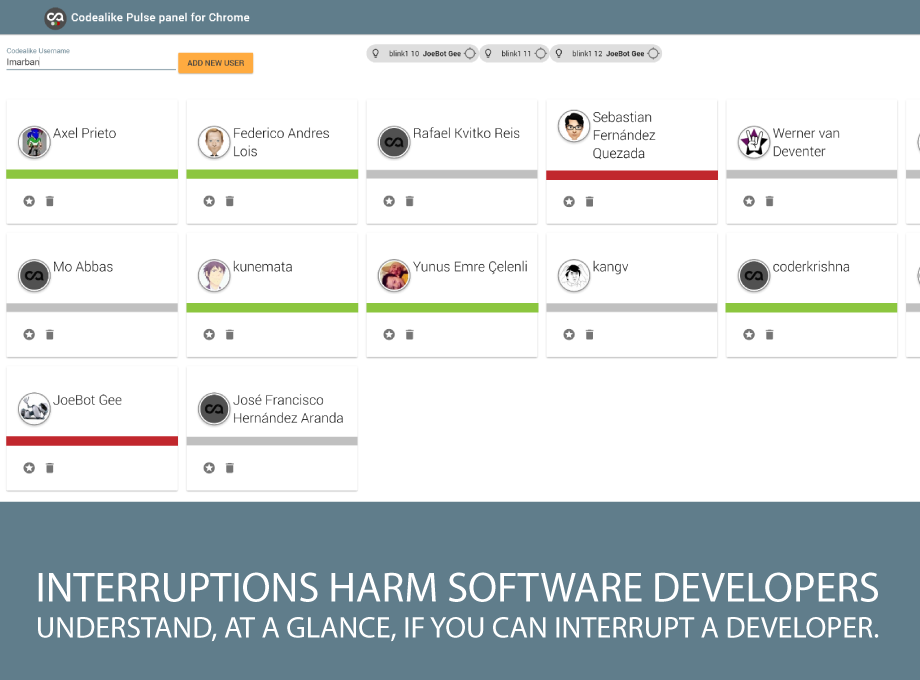 Codealike Pulse panel for Chrome
Codealike Username
lmarban
ADD NEW USER
blink1 10 JoeBot Gee
blink1 11
blink1 12 JoeBot Gee
Axel Prieto
Federico Andres
Lois
Rafael Kvitko Reis
Sebastian
Fernández
Quezada
Werner van
Deventer
Mo Abbas
kunemata
Yunus Emre Çelenli
kangv
coderkrishna
JoeBot Gee
José Francisco
Hernández Aranda
INTERRUPTIONS HARM SOFTWARE DEVELOPERS
UNDERSTAND, AT A GLANCE, IF YOU CAN INTERRUPT A DEVELOPER.